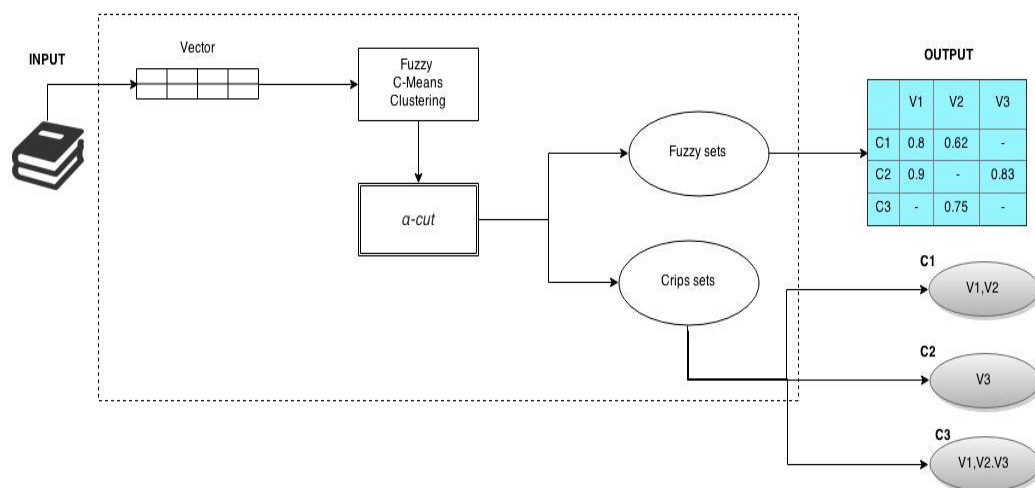 INPUT
Vector
Fuzzy
C-Means
Clustering
α-cut
Fuzzy sets
Crips sets
OUTPUT
V1 V2 V3
C1 0.8 0.62 -
C2 0.9 - 0.83
C3 - 0.75 -
C1
V1,V2
C2
V3
C3
V1,V2.V3